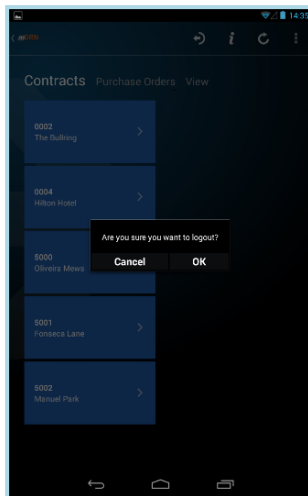 14:35
Contracts Purchase Orders View
0002
The Bullring
0004
Hilton Hotel
Are you sure you want to logout?
Cancel OK
5000
Oliveira Mews
5001
Fonseca Lane
5002
Manuel Park